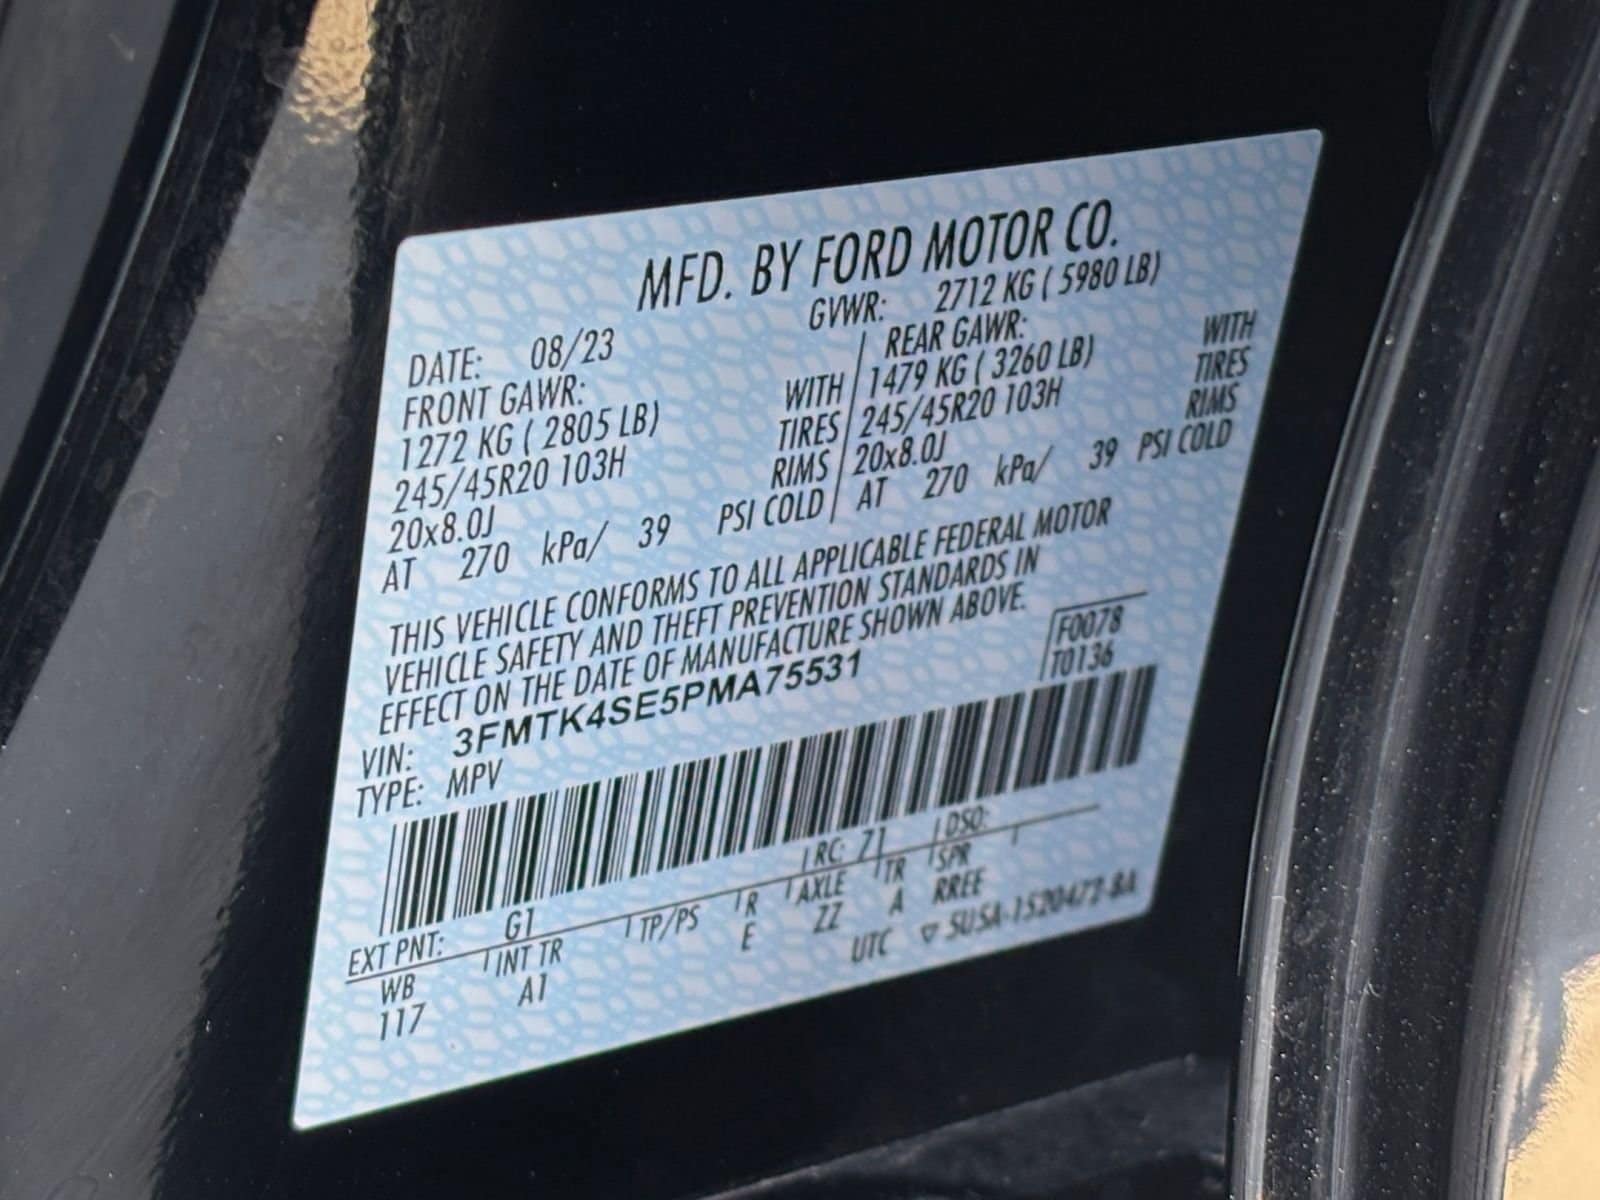 MFD. BY FORD MOTOR CO.
DATE: 08/23 GVWR: 2712 KG ( 5980 LB)
FRONT GAWR: REAR GAWR:
1272 KG ( 2805 LB) WITH 1479 KG ( 3260 LB) WITH
245/45R20 103H TIRES 245/45R20 103H TIRES
20x8.0J RIMS 20x8.0J RIMS
AT 270 kPa/ 39 PSI COLD AT 270 kPa/ 39 PSI COLD
THIS VEHICLE CONFORMS TO ALL APPLICABLE FEDERAL MOTOR
VEHICLE SAFETY AND THEFT PREVENTION STANDARDS IN
EFFECT ON THE DATE OF MANUFACTURE SHOWN ABOVE.
VIN: 3FMTK4SE5PMA75531 F0078
TYPE: MPV T0136
EXT PNT: G1 RC: 71 DSO:
WB INT TR TP/PS R AXLE TR SPR
117 A1 E ZZ A RREE
UTC ▽ 5USA-1520472-BA